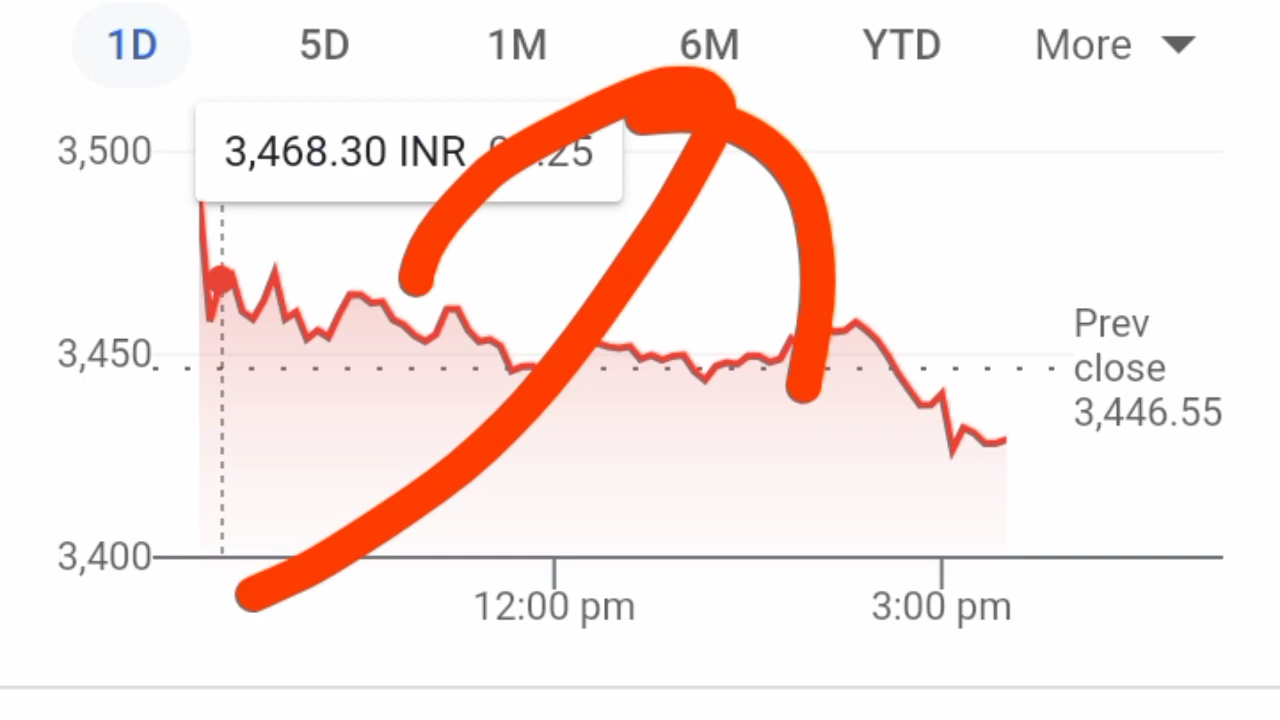 1D 5D 1M 6M YTD More
3,500
3,468.30 INR
3,450
Prev
close
3,446.55
3,400
12:00 pm 3:00 pm